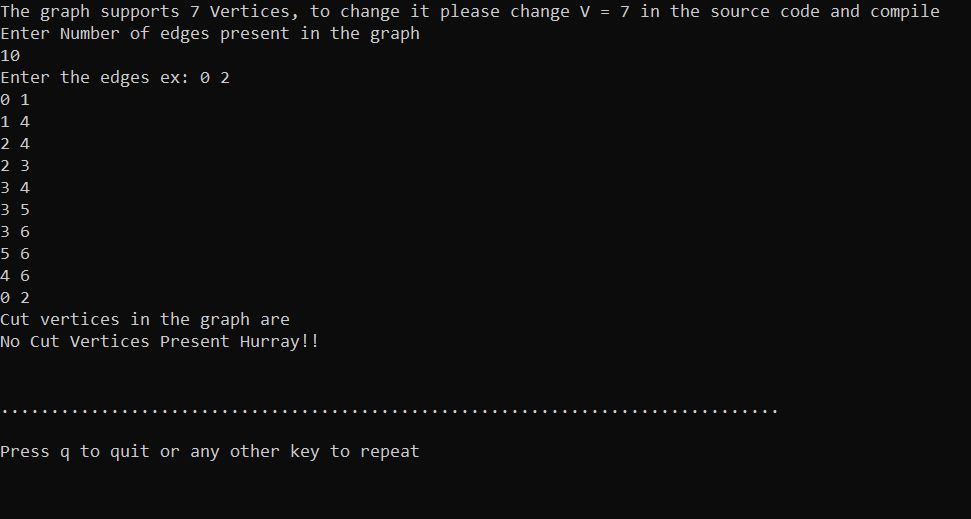 The graph supports 7 Vertices, to change it please change V = 7 in the source code and compile
Enter Number of edges present in the graph
10
Enter the edges ex: 0 2
0 1
1 4
2 4
2 3
3 4
3 5
3 6
5 6
4 6
0 2
Cut vertices in the graph are
No Cut Vertices Present Hurray!!
..............................................................................
Press q to quit or any other key to repeat